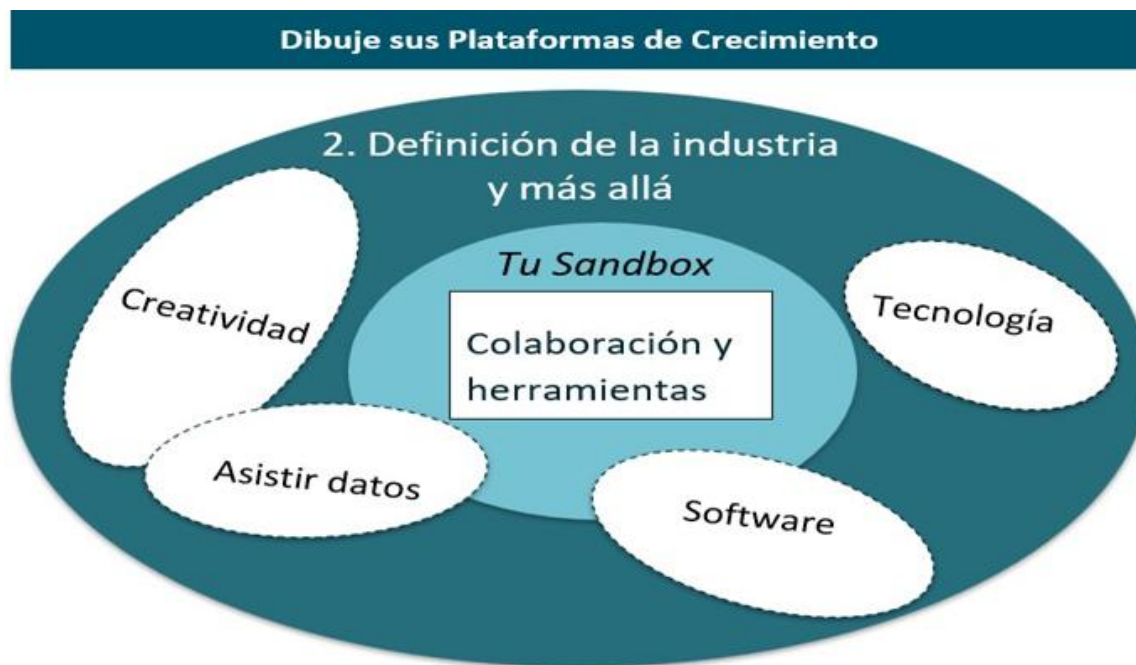 Dibuje sus Plataformas de Crecimiento
2. Definición de la industria
y más allá
Tu Sandbox
Creatividad
Tecnología
Colaboración y
herramientas
Asistir datos
Software